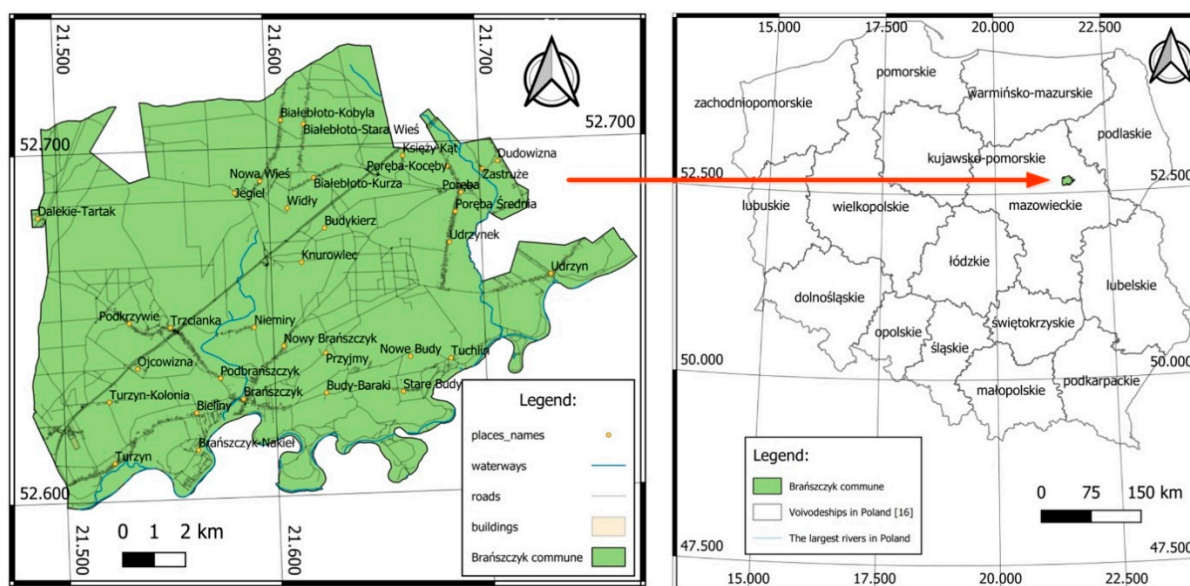 21.500
21.600
21.700
52.700
52.700
Białebłoto-Kobyla
Białebłoto-Stara Wieś
Księży Kąt
Dudowizna
Poręba-Kocęby
Zastruże
Nowa Wieś
Białebłoto-Kurza
Poręba
Jegiel
Widły
Poręba Średnia
Dalekie-Tartak
Budykierz
Udrzynek
Knurowiec
Udrzyn
Podkrzywie
Trzcianka
Niemiry
Nowy Brańszczyk
Przyjmy
Nowe Budy
Tuchlin
Ojcowizna
Podbrańszczyk
Turzyn-Kolonia
Brańszczyk
Budy-Baraki
Stare Budy
Bieliny
Brańszczyk-Nakieł
Turzyn
52.600
52.600
0 1 2 km
21.500
21.600
Legend:
places_names
waterways
roads
buildings
Brańszczyk commune
15.000
17.500
20.000
22.500
pomorskie
zachodniopomorskie
warmińsko-mazurskie
podlaskie
kujawsko-pomorskie
52.500
52.500
lubuskie
wielkopolskie
mazowieckie
łódzkie
dolnośląskie
lubelskie
opolskie
śląskie
świętokrzyskie
50.000
50.000
małopolskie
podkarpackie
Legend:
Brańszczyk commune
Voivodeships in Poland [16]
The largest rivers in Poland
0 75 150 km
47.500
47.500
15.000
17.500
20.000
22.500